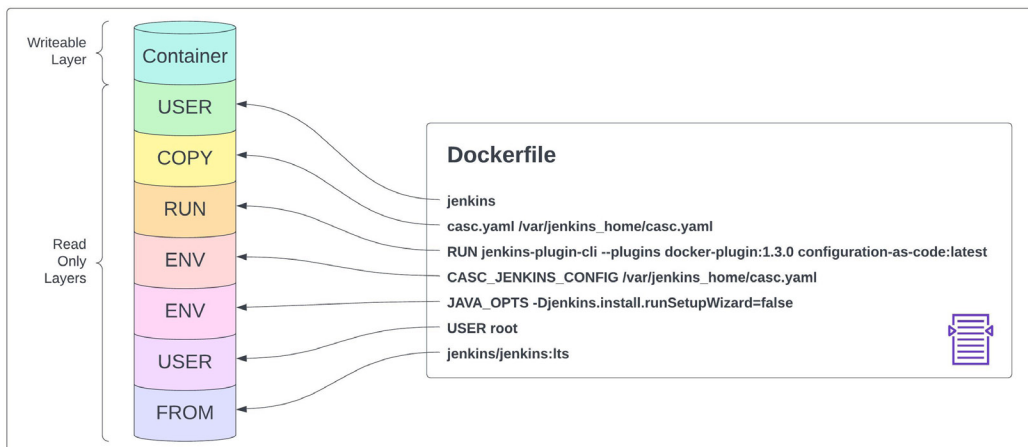 Writeable
Layer
Container
USER
COPY
RUN
Read
Only
Layers
ENV
ENV
USER
FROM
Dockerfile
jenkins
casc.yaml /var/jenkins_home/casc.yaml
RUN jenkins-plugin-cli --plugins docker-plugin:1.3.0 configuration-as-code:latest
CASC_JENKINS_CONFIG /var/jenkins_home/casc.yaml
JAVA_OPTS -Djenkins.install.runSetupWizard=false
USER root
jenkins/jenkins:lts